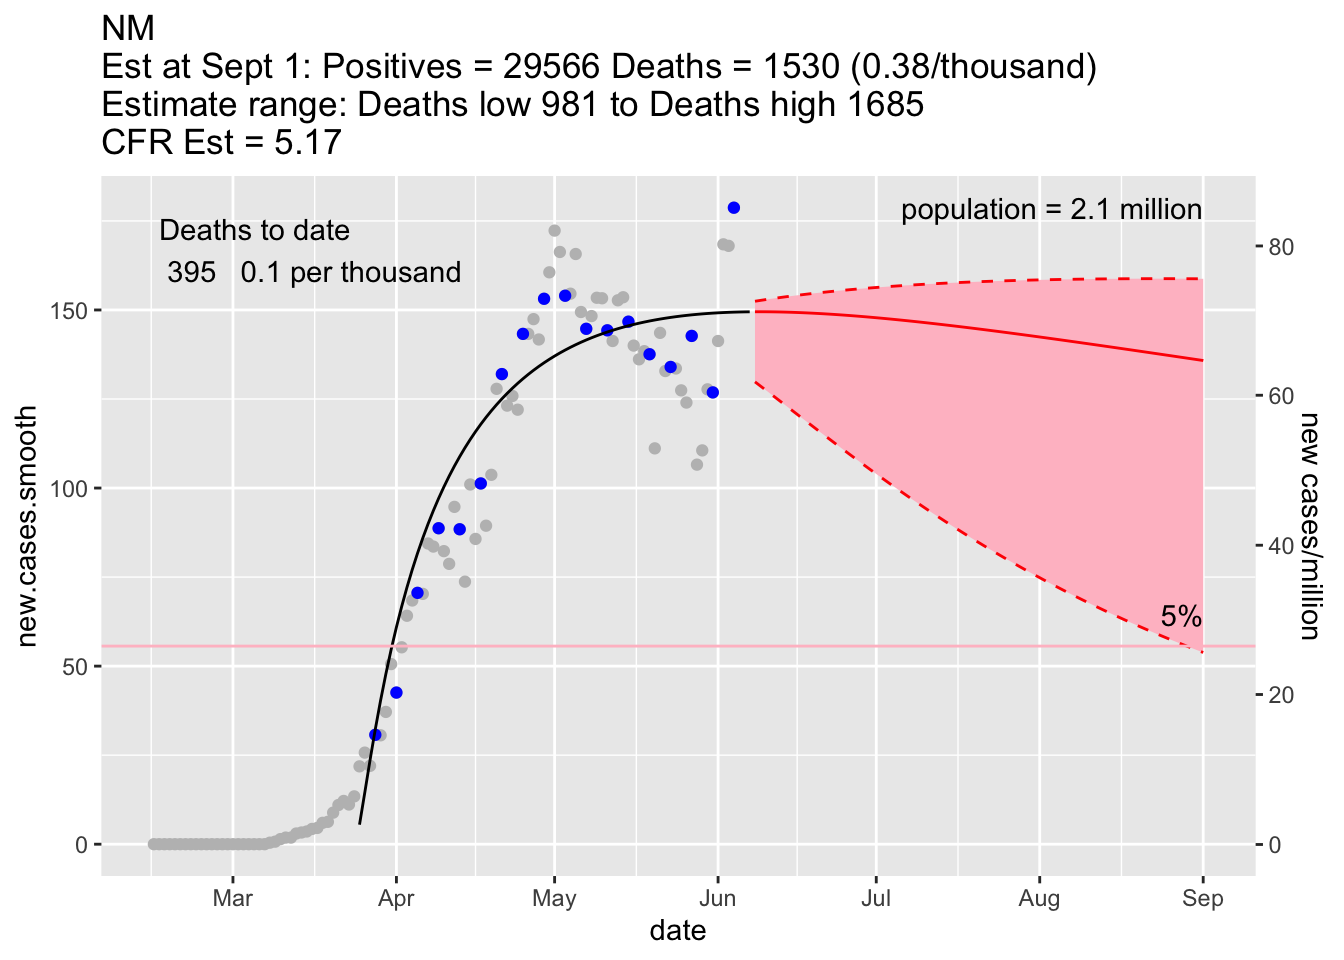 NM
Est at Sept 1: Positives = 29566 Deaths = 1530 (0.38/thousand)
Estimate range: Deaths low 981 to Deaths high 1685
CFR Est = 5.17
Deaths to date
395 0.1 per thousand
population = 2.1 million
5%
new.cases.smooth
150
100
50
0
new cases/million
80
60
40
20
0
Mar Apr May Jun Jul Aug Sep
date